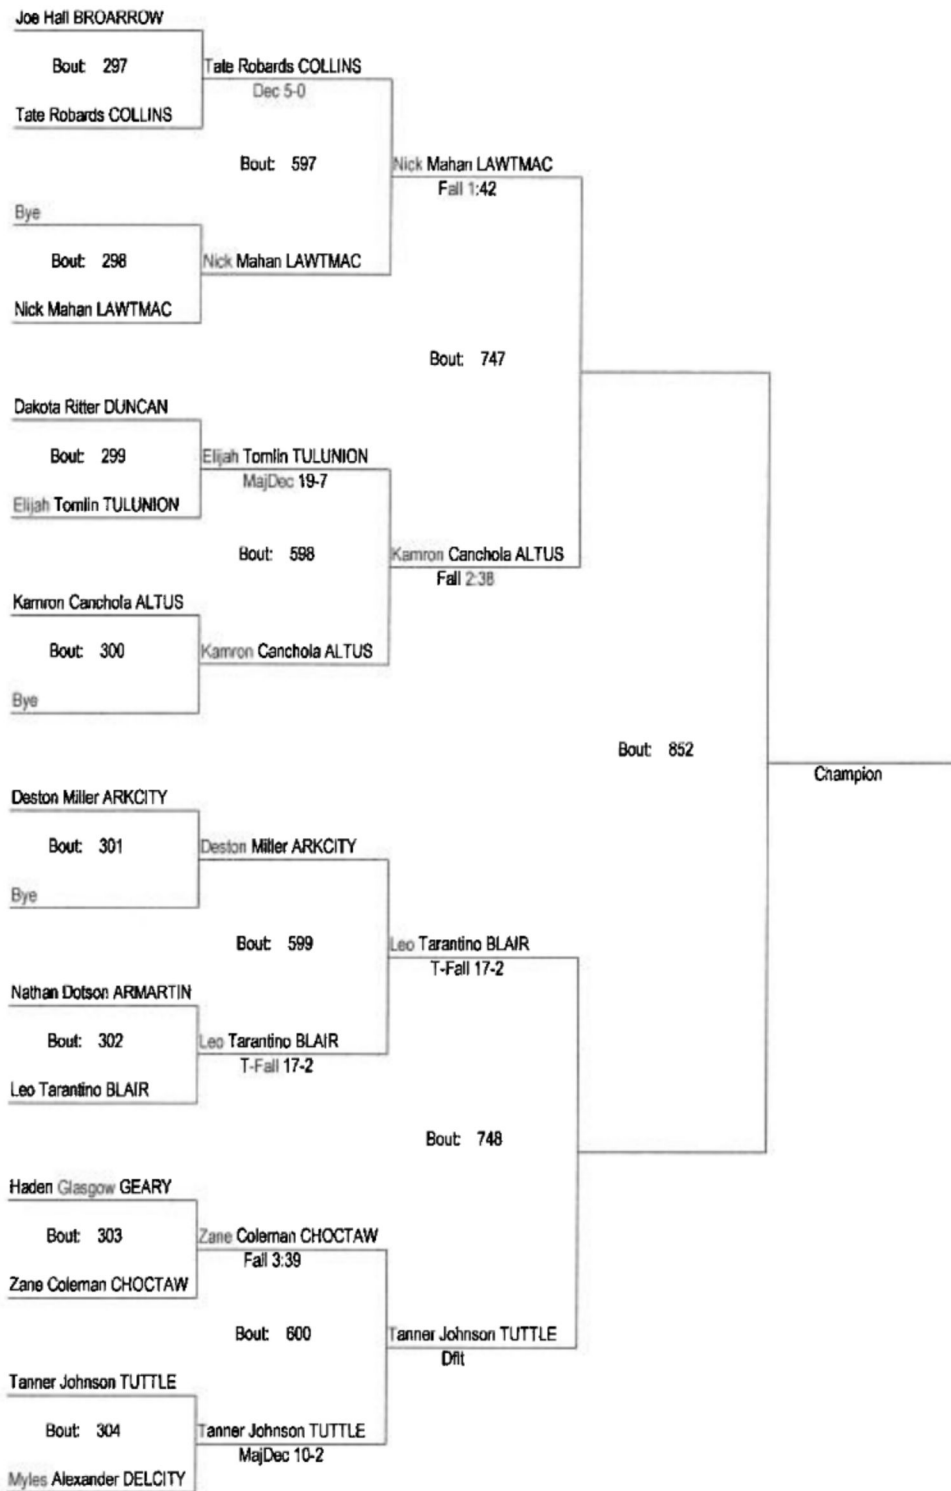 Joe Hall BROARROW
Bout: 297
Tate Robards COLLINS
Dec 5-0
Tate Robards COLLINS
Bout: 597
Nick Mahan LAWTMAC
Fall 1:42
Bye
Bout: 298
Nick Mahan LAWTMAC
Nick Mahan LAWTMAC
Bout: 747
Dakota Ritter DUNCAN
Bout: 299
Elijah Tomlin TULUNION
MajDec 19-7
Elijah Tomlin TULUNION
Bout: 598
Kamron Canchola ALTUS
Fall 2:38
Kamron Canchola ALTUS
Bout: 300
Kamron Canchola ALTUS
Bye
Bout: 852
Champion
Deston Miller ARKCITY
Bout: 301
Deston Miller ARKCITY
Bye
Bout: 599
Leo Tarantino BLAIR
T-Fall 17-2
Nathan Dotson ARMARTIN
Bout: 302
Leo Tarantino BLAIR
T-Fall 17-2
Leo Tarantino BLAIR
Bout: 748
Haden Glasgow GEARY
Bout: 303
Zane Coleman CHOCTAW
Fall 3:39
Zane Coleman CHOCTAW
Bout: 600
Tanner Johnson TUTTLE
Dflt
Tanner Johnson TUTTLE
Bout: 304
Tanner Johnson TUTTLE
MajDec 10-2
Myles Alexander DELCITY